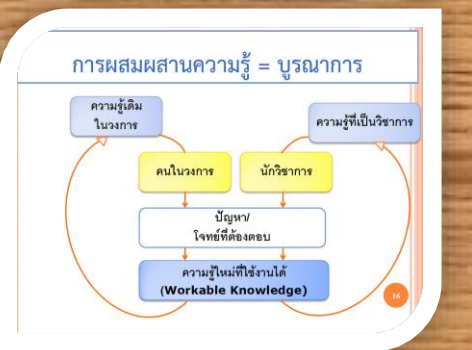 การผสมผสานความรู้ = บูรณาการ
ความรู้เดิม
ในวงการ
ความรู้ที่เป็นวิชาการ
คนในวงการ
นักวิชาการ
ปัญหา/
โจทย์ที่ต้องตอบ
ความรู้ใหม่ที่ใช้งานได้
(Workable Knowledge)
16